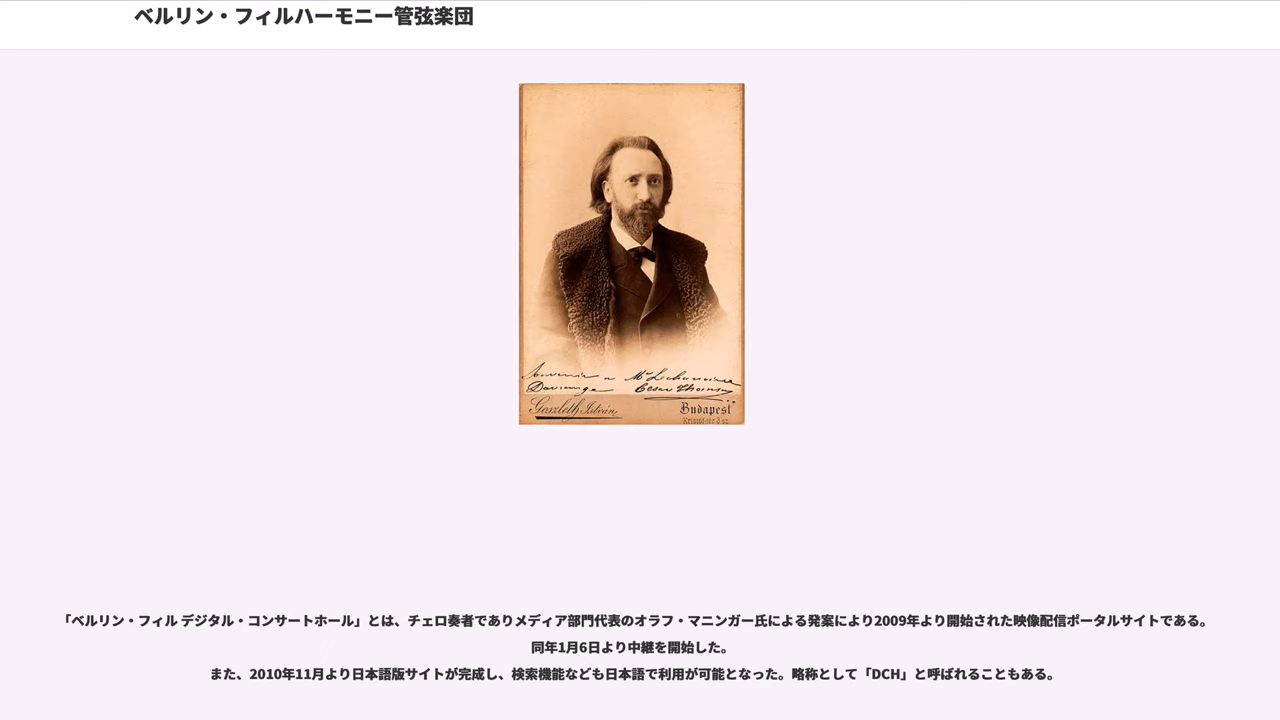 ベルリン・フィルハーモニー管弦楽団
Souvenir a Mr
Cesar Thomson
Goszleth István
Budapest
「ベルリン・フィル デジタル・コンサートホール」とは、チェロ奏者でありメディア部門代表のオラフ・マニンガー氏による発案により2009年より開始された映像配信ポータルサイトである。
同年1月6日より中継を開始した。
また、2010年11月より日本語版サイトが完成し、検索機能なども日本語で利用が可能となった。略称として「DCH」と呼ばれることもある。